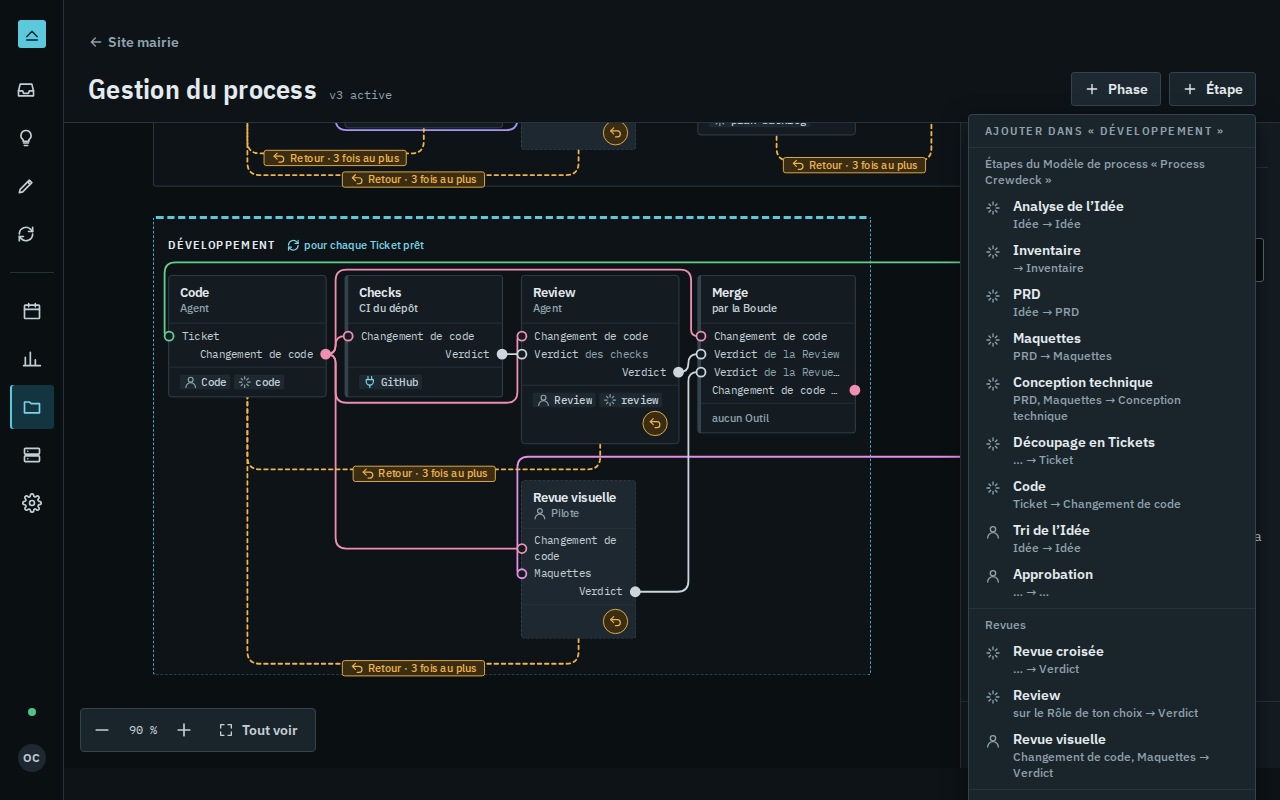 Site mairie
Gestion du process v3 active
Phase
Étape
AJOUTER DANS « DÉVELOPPEMENT »
Étapes du Modèle de process « Process
Crewdeck »
Analyse de l'Idée
Idée → Idée
Inventaire
→ Inventaire
PRD
Idée → PRD
Maquettes
PRD → Maquettes
Conception technique
PRD, Maquettes → Conception
technique
Découpage en Tickets
... → Ticket
Code
Ticket → Changement de code
Tri de l'Idée
Idée → Idée
Approbation
... → ...
Revues
Revue croisée
... → Verdict
Review
sur le Rôle de ton choix → Verdict
Revue visuelle
Changement de code, Maquettes →
Verdict
Retour · 3 fois au plus
Retour · 3 fois au plus
Retour · 3 fois au plus
DÉVELOPPEMENT pour chaque Ticket prêt
Code
Agent
Ticket
Changement de code
Code code
Checks
CI du dépôt
Changement de code
Verdict
GitHub
Review
Agent
Changement de code
Verdict des checks
Verdict
Review review
Merge
par la Boucle
Changement de code
Verdict de la Review
Verdict de la Revue…
Changement de code …
aucun Outil
Retour · 3 fois au plus
Revue visuelle
Pilote
Changement de
code
Maquettes
Verdict
Retour · 3 fois au plus
90 %
Tout voir
OC